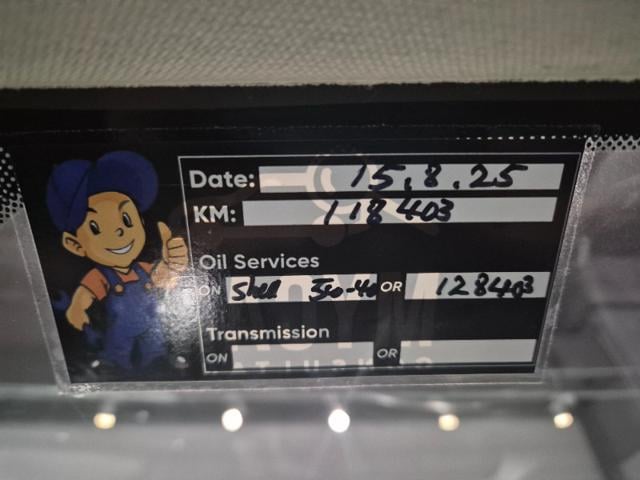 Date: 15.8.25
KM: 118403
Oil Services
ON Shell 5w-40 OR 128403
Transmission
ON OR